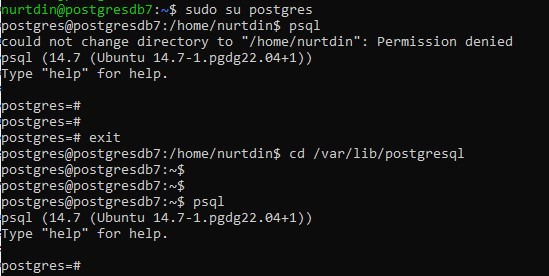 nurtdin@postgresdb7:~$ sudo su postgres
postgres@postgresdb7:/home/nurtdin$ psql
could not change directory to "/home/nurtdin": Permission denied
psql (14.7 (Ubuntu 14.7-1.pgdg22.04+1))
Type "help" for help.
postgres=#
postgres=#
postgres=# exit
postgres@postgresdb7:/home/nurtdin$ cd /var/lib/postgresql
postgres@postgresdb7:~$
postgres@postgresdb7:~$
postgres@postgresdb7:~$ psql
psql (14.7 (Ubuntu 14.7-1.pgdg22.04+1))
Type "help" for help.
postgres=#